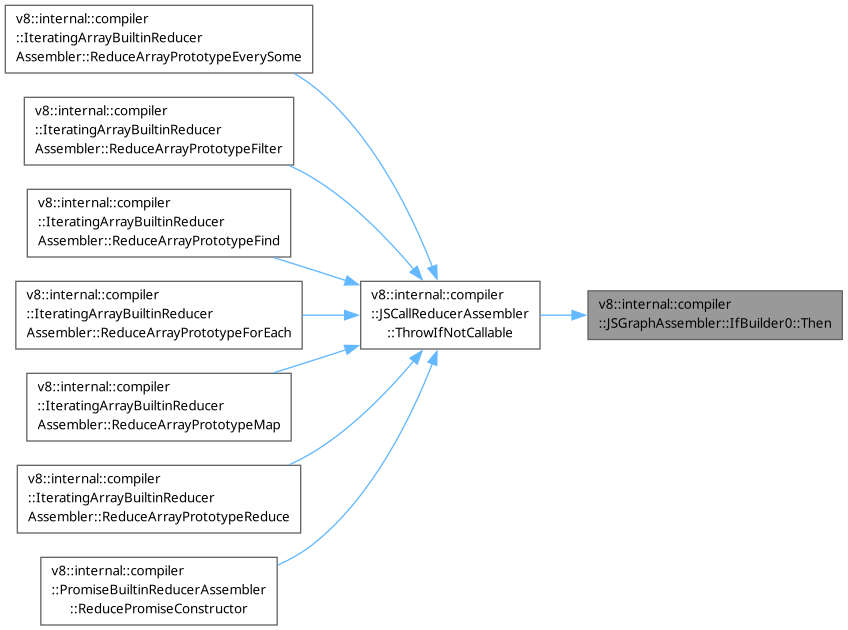 v8::internal::compiler
::IteratingArrayBuiltinReducer
Assembler::ReduceArrayPrototypeEverySome
v8::internal::compiler
::IteratingArrayBuiltinReducer
Assembler::ReduceArrayPrototypeFilter
v8::internal::compiler
::IteratingArrayBuiltinReducer
Assembler::ReduceArrayPrototypeFind
v8::internal::compiler
::IteratingArrayBuiltinReducer
Assembler::ReduceArrayPrototypeForEach
v8::internal::compiler
::IteratingArrayBuiltinReducer
Assembler::ReduceArrayPrototypeMap
v8::internal::compiler
::IteratingArrayBuiltinReducer
Assembler::ReduceArrayPrototypeReduce
v8::internal::compiler
::PromiseBuiltinReducerAssembler
::ReducePromiseConstructor
v8::internal::compiler
::JSCallReducerAssembler
::ThrowIfNotCallable
v8::internal::compiler
::JSGraphAssembler::IfBuilder0::Then